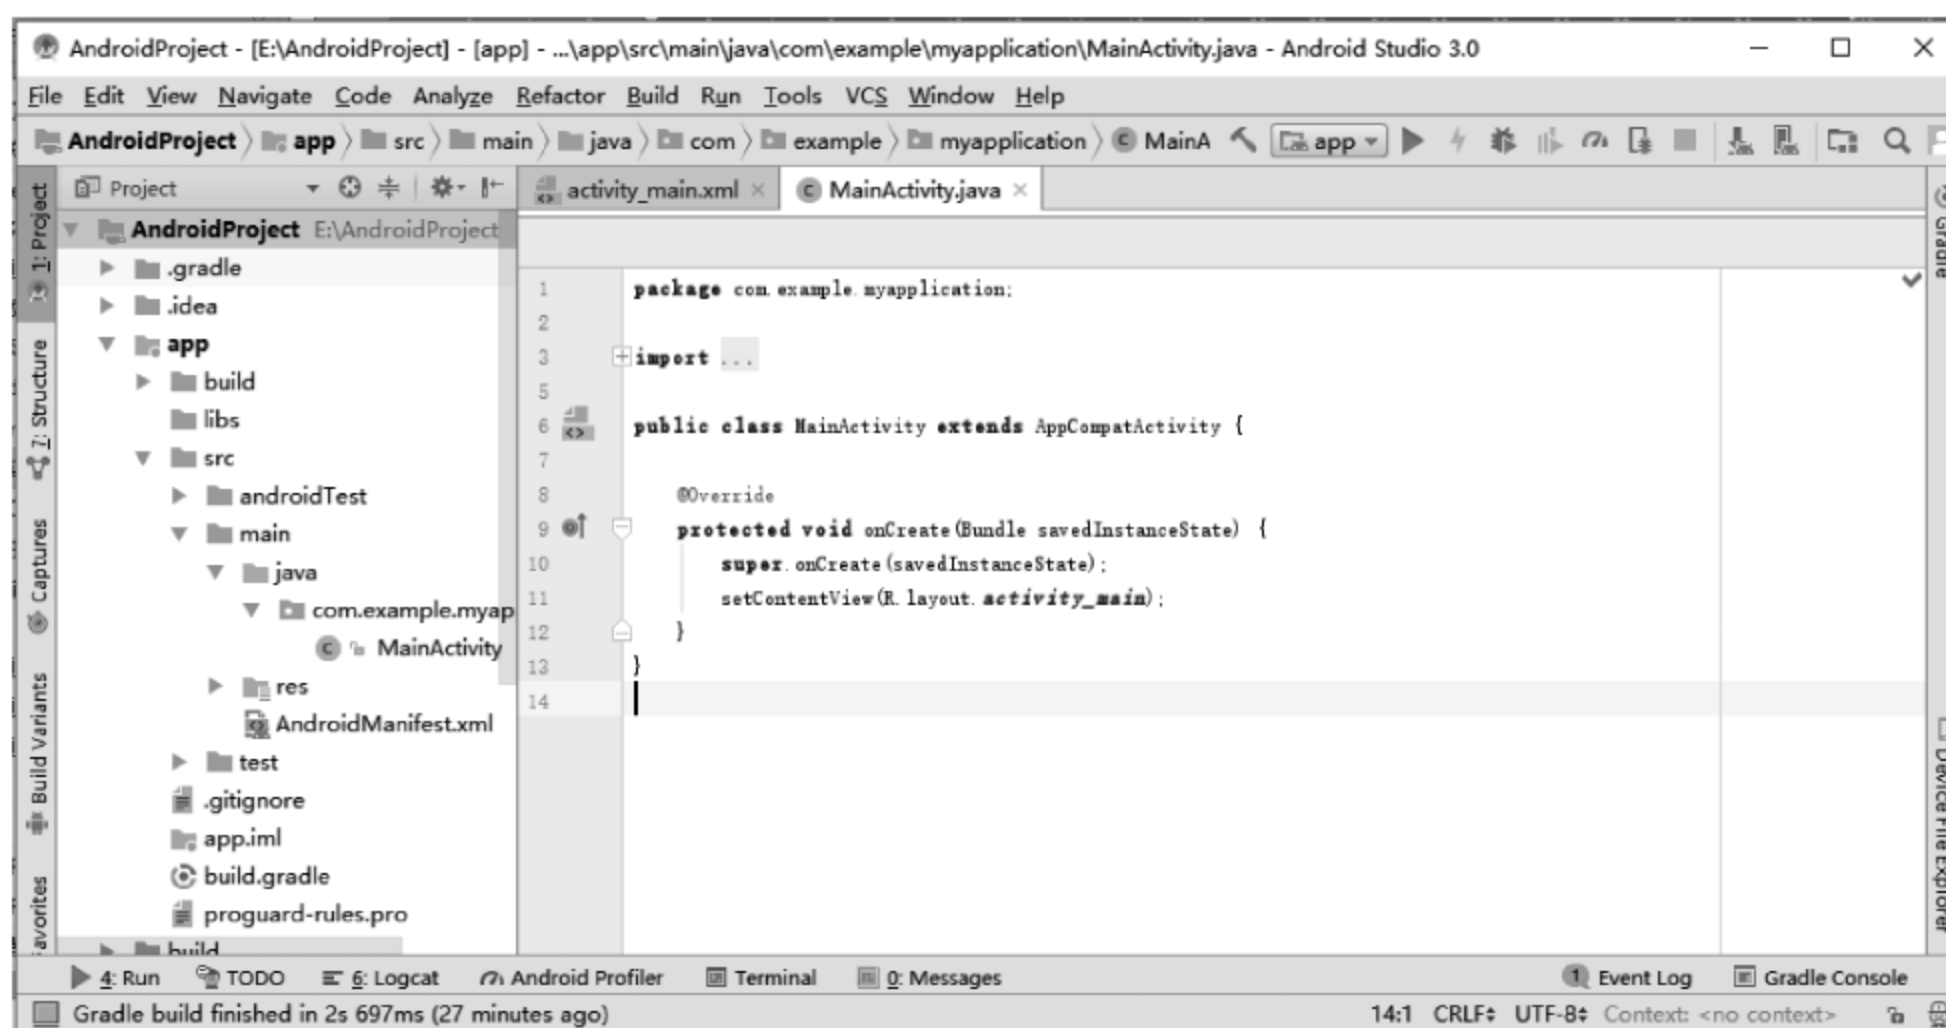 AndroidProject - [E:\AndroidProject] - [app] - ...\app\src\main\java\com\example\myapplication\MainActivity.java - Android Studio 3.0
File Edit View Navigate Code Analyze Refactor Build Run Tools VCS Window Help
AndroidProject app src main java com example myapplication MainA app
1: Project
7: Structure
Captures
Build Variants
avorites
Project
AndroidProject E:\AndroidProject
.gradle
.idea
app
build
libs
src
androidTest
main
java
com.example.myap
MainActivity
res
AndroidManifest.xml
test
.gitignore
app.iml
build.gradle
proguard-rules.pro
build
activity_main.xml MainActivity.java
1 package com.example.myapplication;
2
3 import ...
5
6 public class MainActivity extends AppCompatActivity {
7
8 @Override
9 protected void onCreate(Bundle savedInstanceState) {
10 super.onCreate(savedInstanceState);
11 setContentView(R.layout.activity_main);
12 }
13 }
14
Gradle
Device File Explorer
4: Run TODO 6: Logcat Android Profiler Terminal 0: Messages 1 Event Log Gradle Console
Gradle build finished in 2s 697ms (27 minutes ago) 14:1 CRLF UTF-8 Context: <no context>